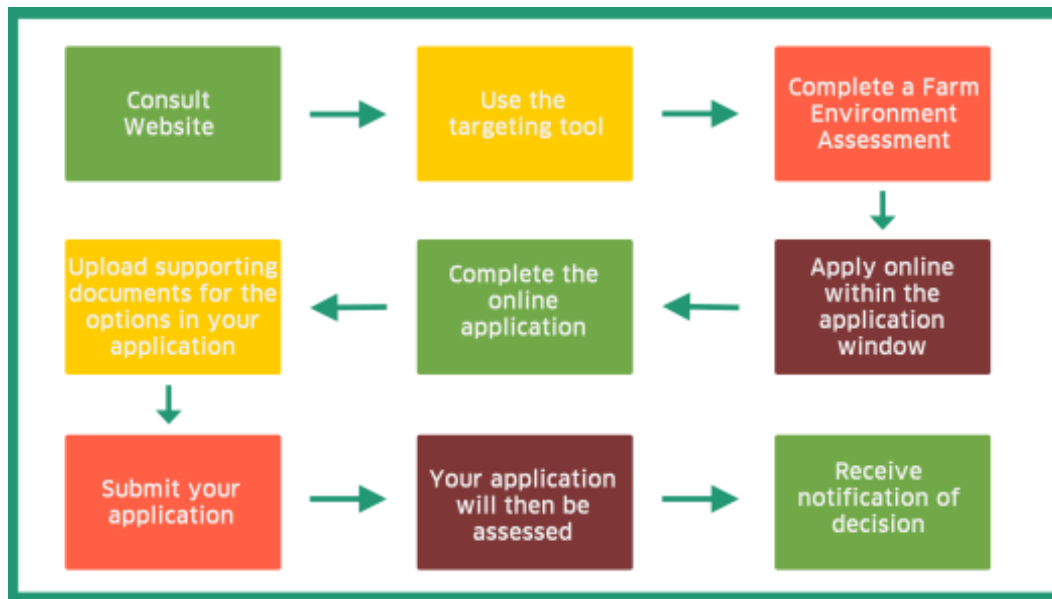 Consult
Website
Use the
targeting tool
Complete a Farm
Environment
Assessment
Apply online
within the
application
window
Complete the
online
application
Upload supporting
documents for the
options in your
application
Submit your
application
Your application
will then be
assessed
Receive
notification of
decision